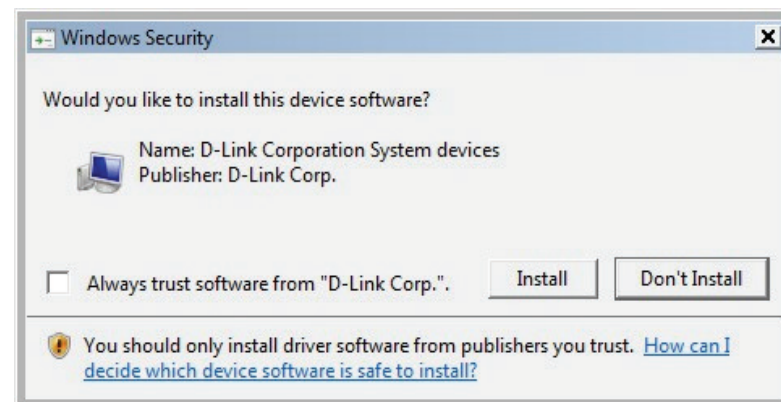 Windows Security
Would you like to install this device software?
Name: D-Link Corporation System devices
Publisher: D-Link Corp.
Always trust software from "D-Link Corp.".
Install
Don't Install
You should only install driver software from publishers you trust. How can I
decide which device software is safe to install?